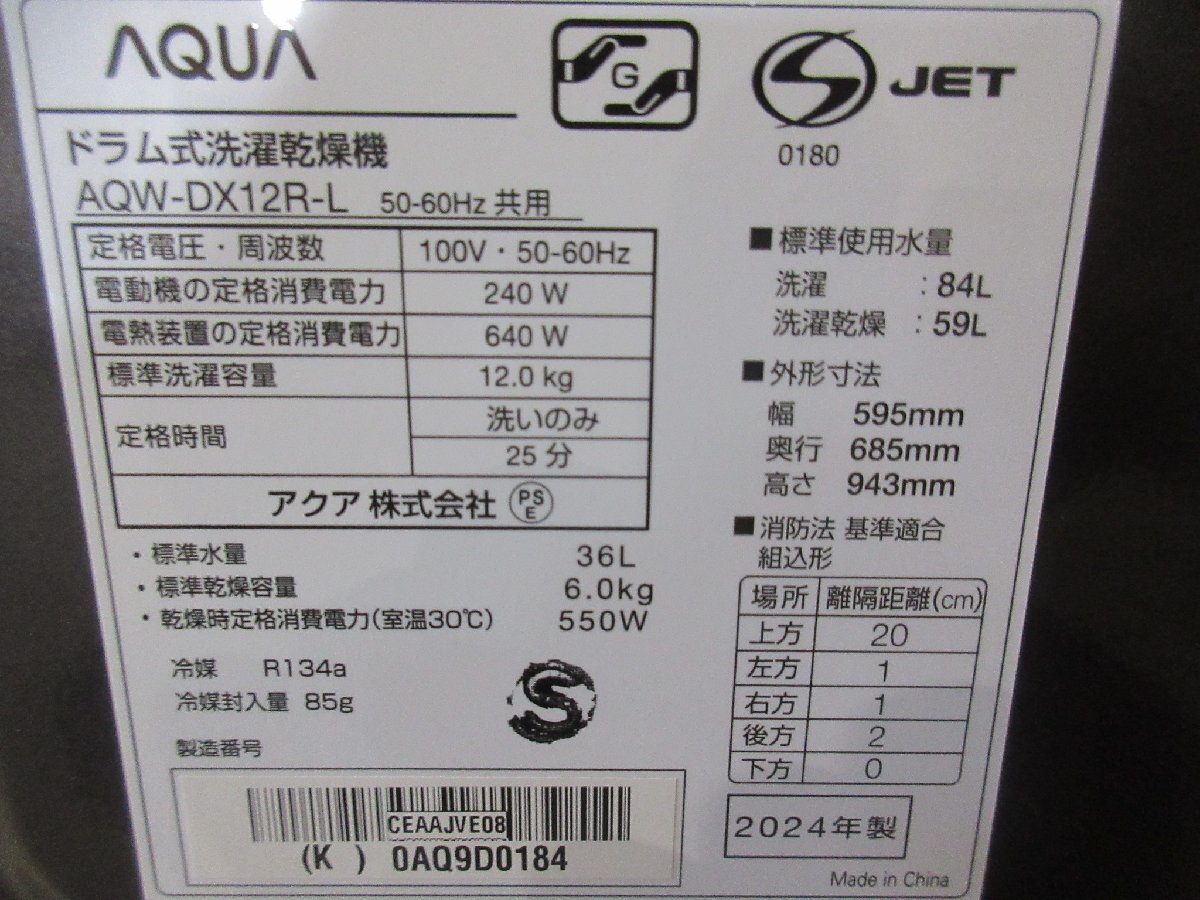 AQUA
G
S JET
0180
ドラム式洗濯乾燥機
AQW-DX12R-L 50-60Hz 共用
定格電圧・周波数 100V・50-60Hz
電動機の定格消費電力 240 W
電熱装置の定格消費電力 640 W
標準洗濯容量 12.0 kg
定格時間 洗いのみ
25 分
アクア 株式会社 PSE
・標準水量 36L
・標準乾燥容量 6.0kg
・乾燥時定格消費電力(室温30℃) 550W
冷媒 R134a
冷媒封入量 85g
製造番号
CEAAJVE08
(K ) 0AQ9D0184
■標準使用水量
洗濯 : 84L
洗濯乾燥 : 59L
■外形寸法
幅 595mm
奥行 685mm
高さ 943mm
■消防法 基準適合
組込形
場所 離隔距離(cm)
上方 20
左方 1
右方 1
後方 2
下方 0
2024年製
Made in China